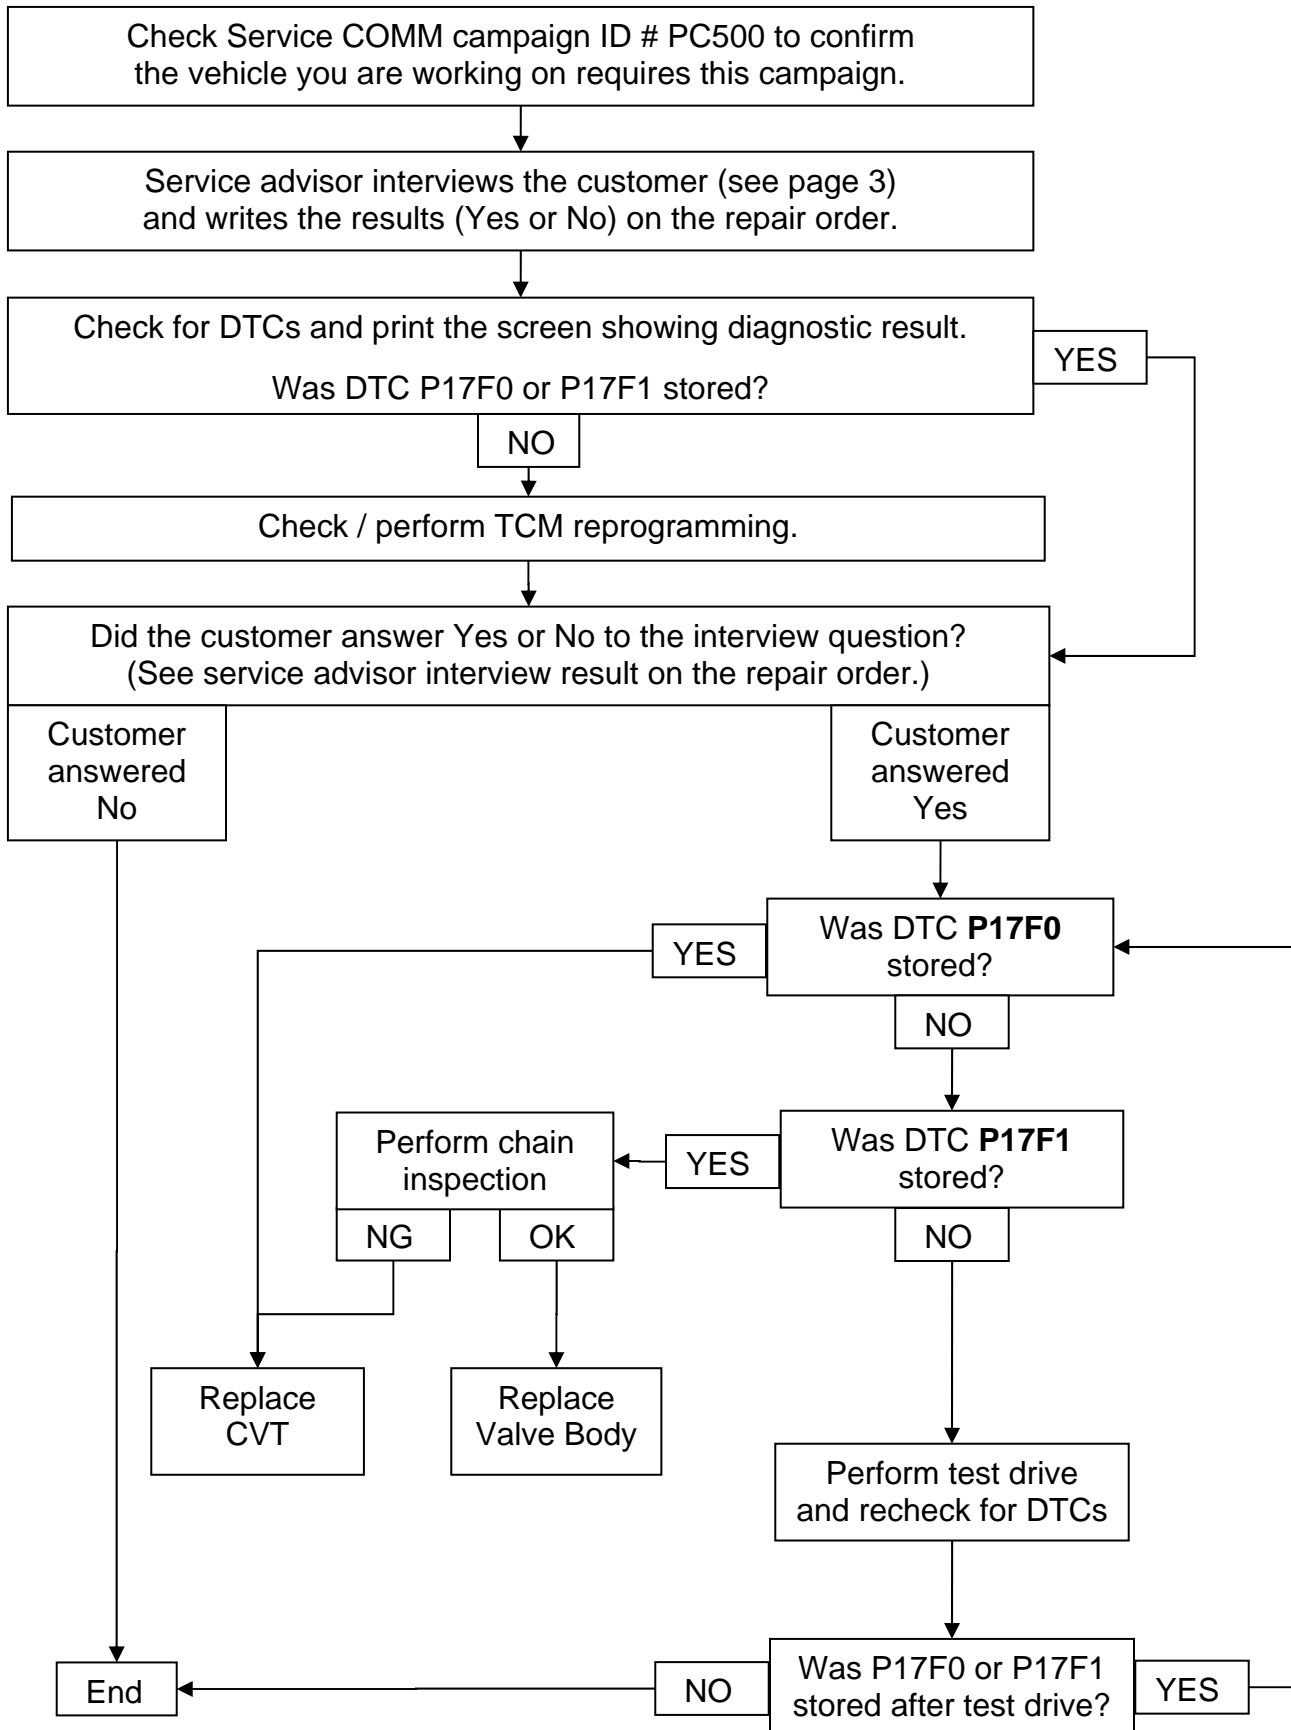 Check Service COMM campaign ID # PC500 to confirm
the vehicle you are working on requires this campaign.
Service advisor interviews the customer (see page 3)
and writes the results (Yes or No) on the repair order.
Check for DTCs and print the screen showing diagnostic result.
Was DTC P17F0 or P17F1 stored?
YES
NO
Check / perform TCM reprogramming.
Did the customer answer Yes or No to the interview question?
(See service advisor interview result on the repair order.)
Customer
answered
No
Customer
answered
Yes
Was DTC P17F0
stored?
YES
NO
Was DTC P17F1
stored?
YES
Perform chain
inspection
NG
OK
NO
Replace
CVT
Replace
Valve Body
Perform test drive
and recheck for DTCs
Was P17F0 or P17F1
stored after test drive?
NO
YES
End